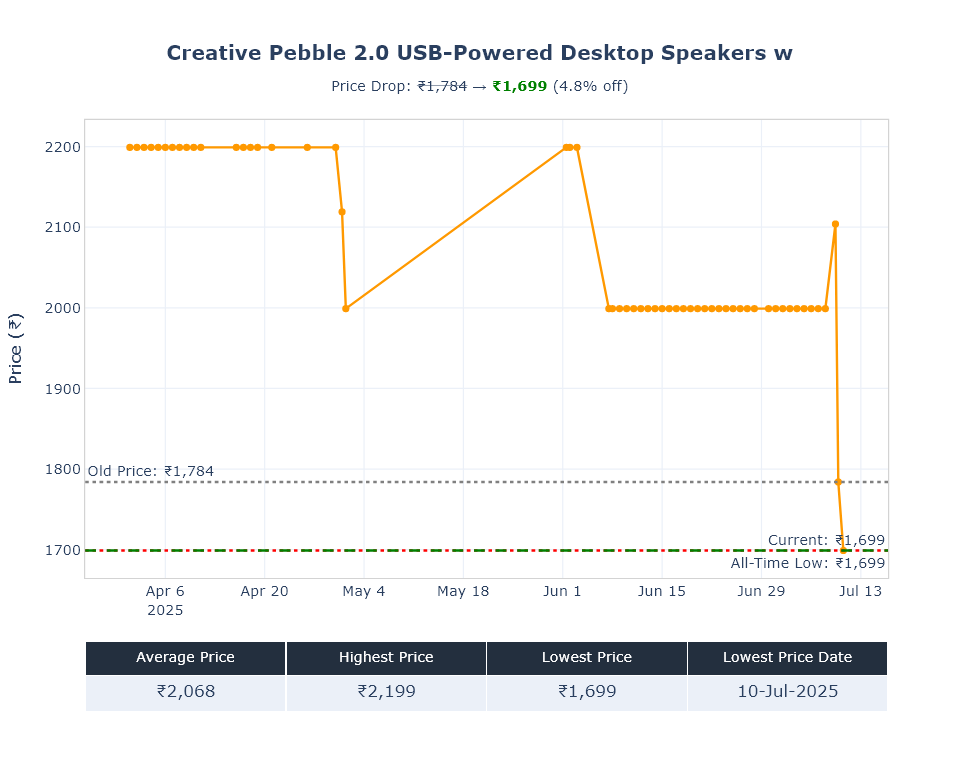 Creative Pebble 2.0 USB-Powered Desktop Speakers w
Price Drop: ₹1,784 → ₹1,699 (4.8% off)
Price (₹)
2200
2100
2000
1900
1800
1700
Old Price: ₹1,784
Current: ₹1,699
All-Time Low: ₹1,699
Apr 6
2025
Apr 20
May 4
May 18
Jun 1
Jun 15
Jun 29
Jul 13
Average Price Highest Price Lowest Price Lowest Price Date
₹2,068 ₹2,199 ₹1,699 10-Jul-2025